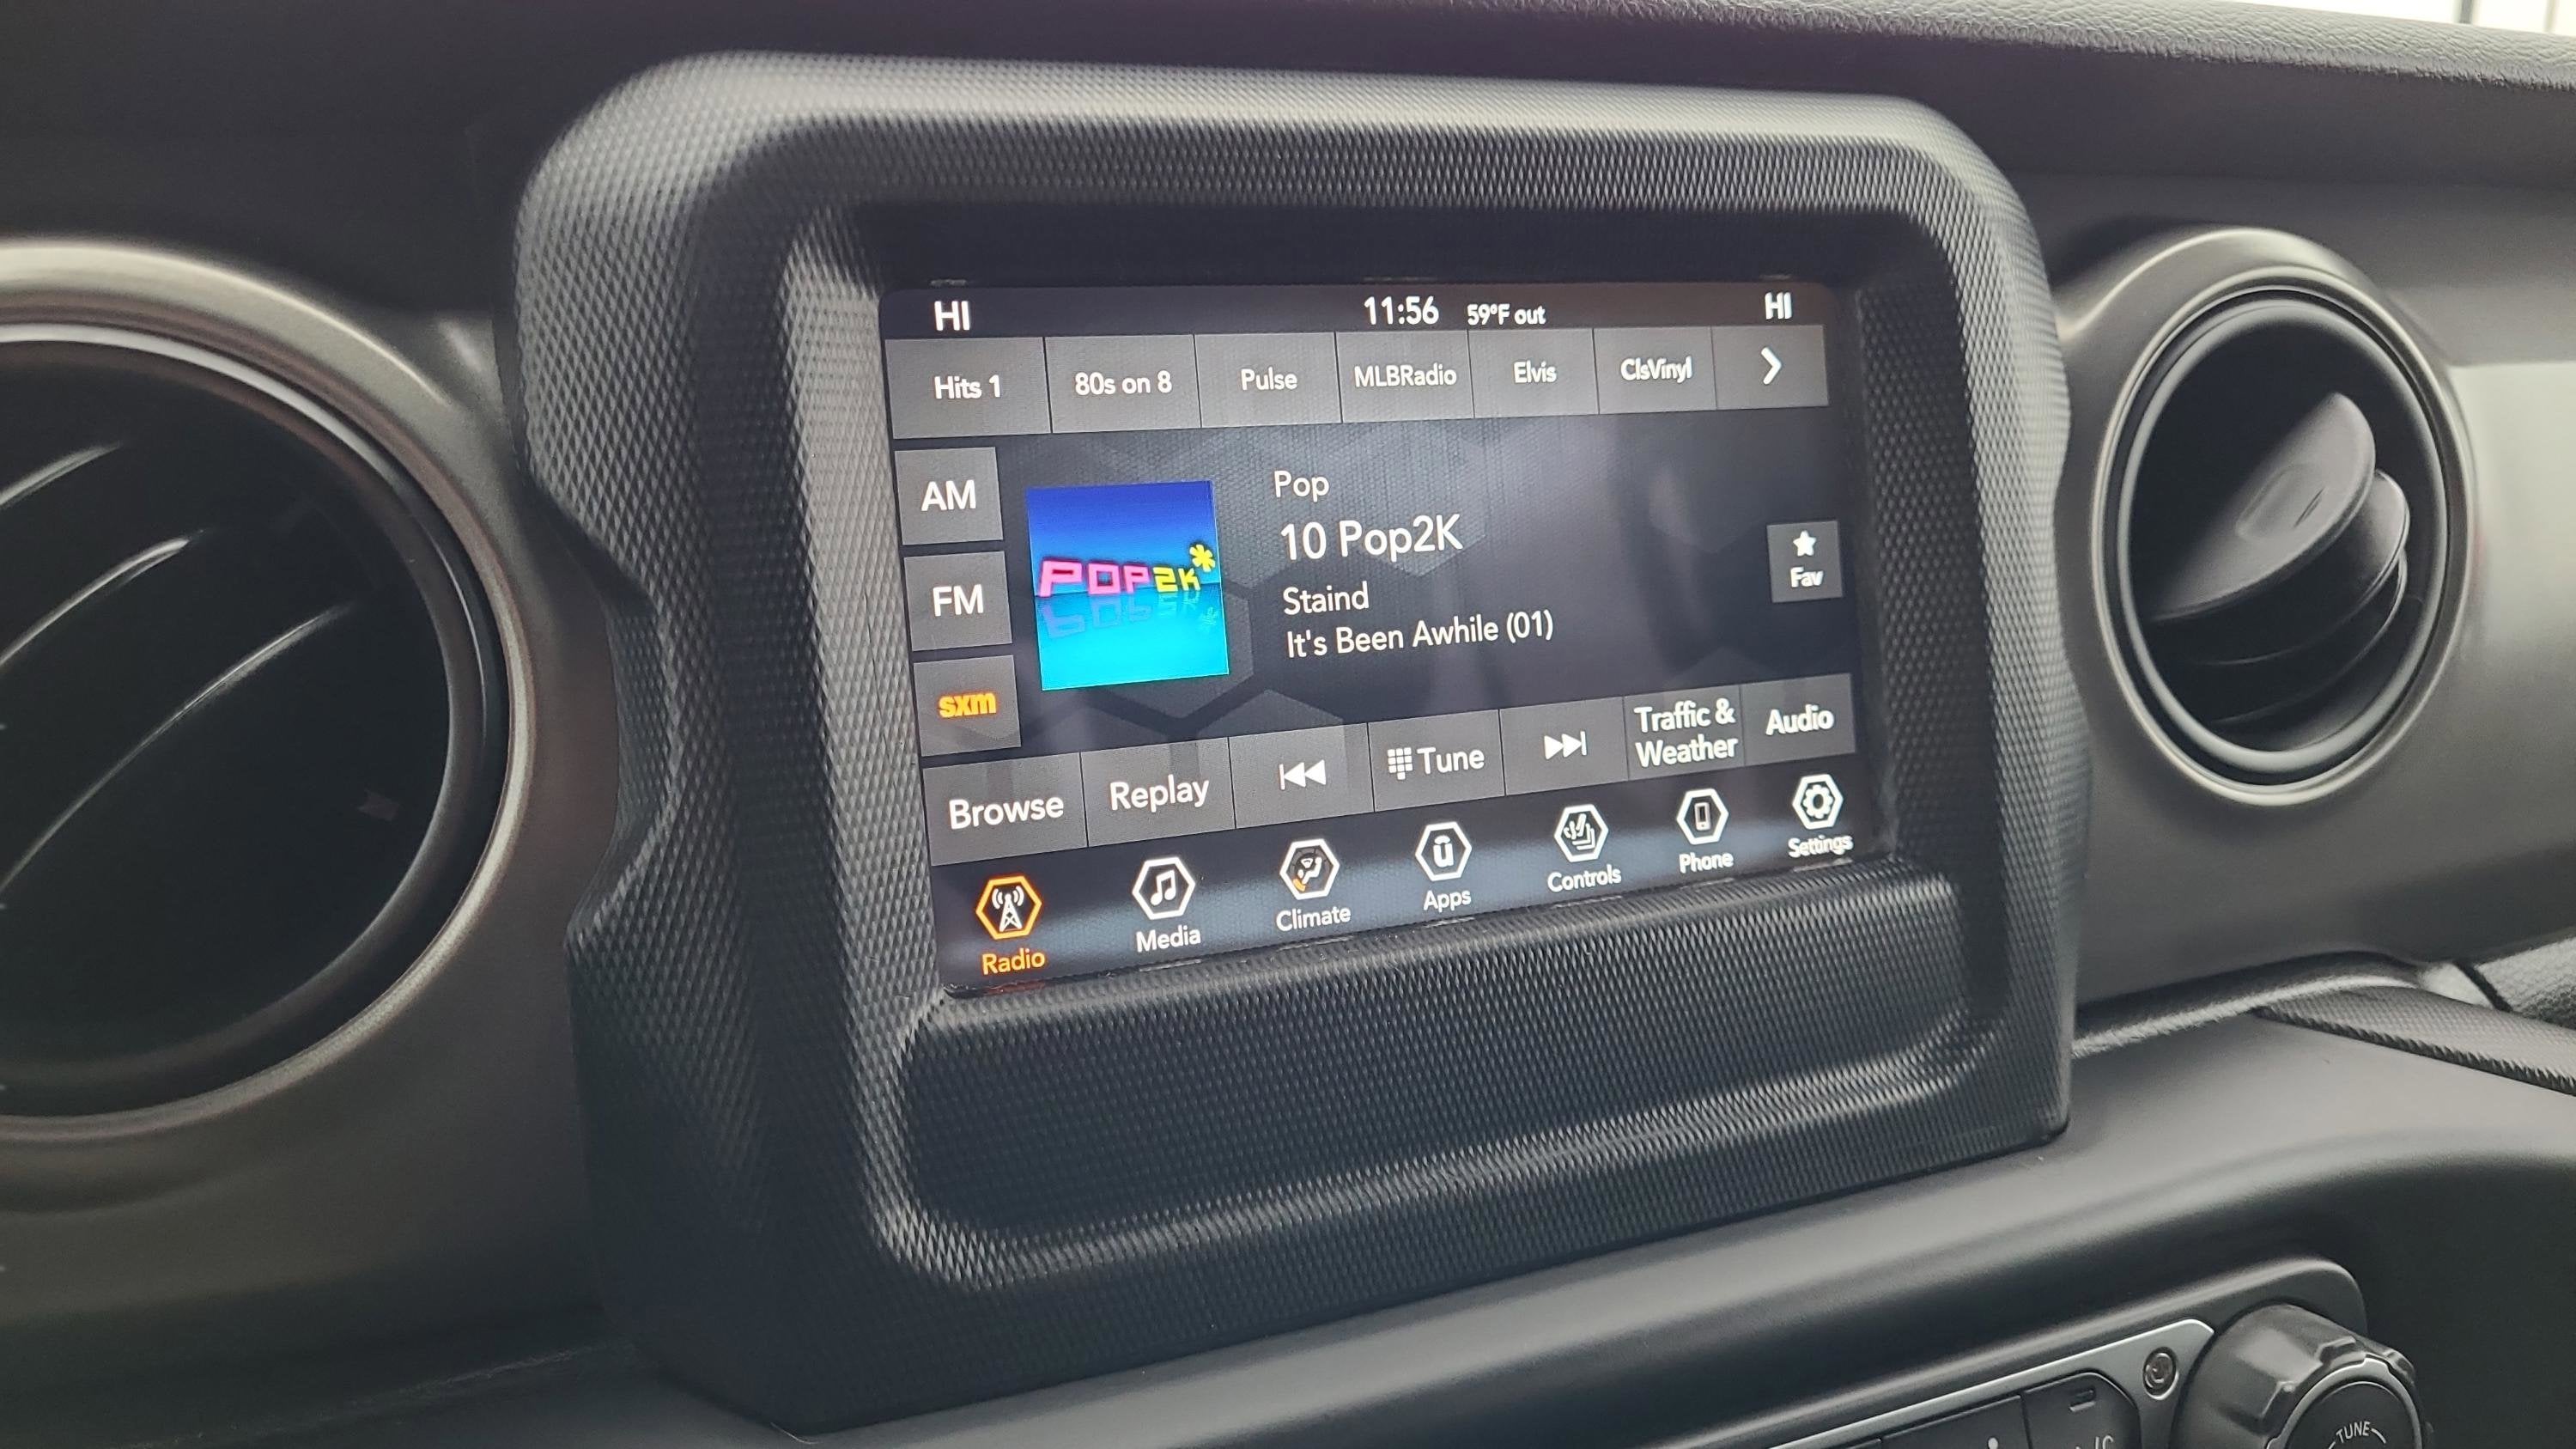 HI 11:56 59°F out HI
Hits 1 80s on 8 Pulse MLBRadio Elvis ClsVinyl
AM
FM
sxm
POP2K*
Pop
10 Pop2K
Staind
It's Been Awhile (01)
Fav
Browse Replay Tune Traffic &
Weather Audio
Radio Media Climate Apps Controls Phone Settings
TUNE